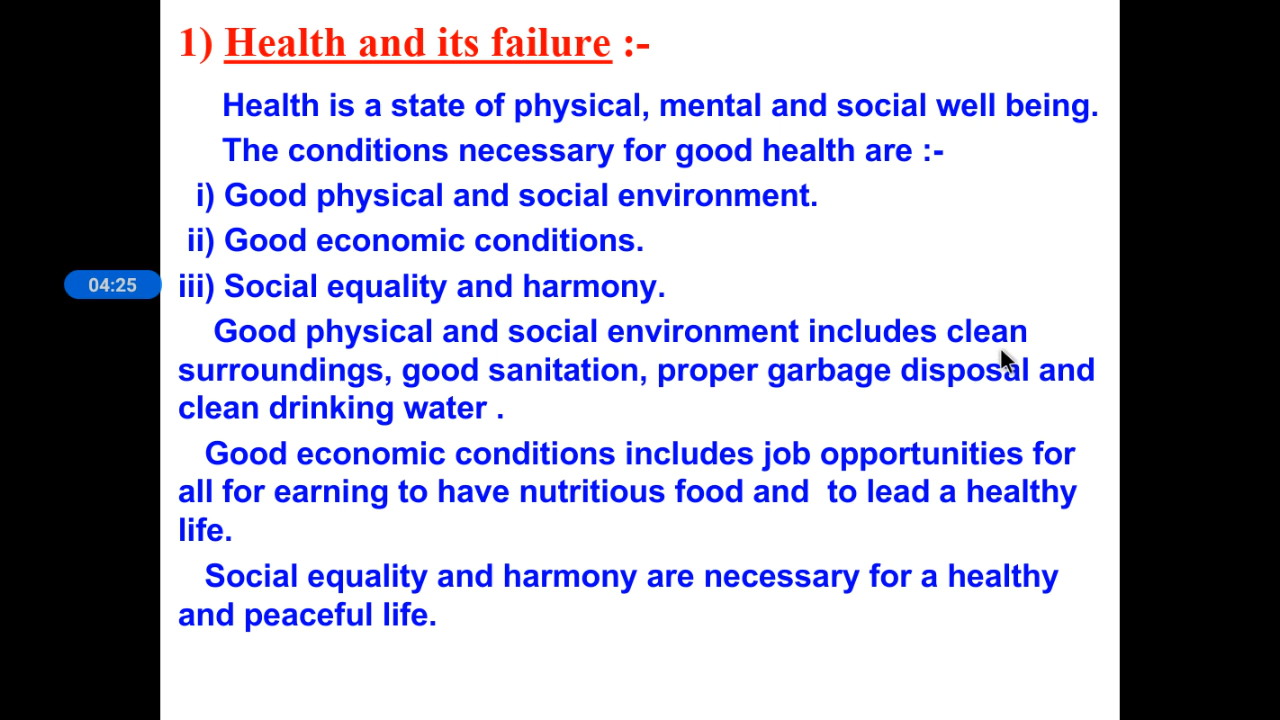 1) Health and its failure :-
Health is a state of physical, mental and social well being.
The conditions necessary for good health are :-
i) Good physical and social environment.
ii) Good economic conditions.
04:25
iii) Social equality and harmony.
Good physical and social environment includes clean
surroundings, good sanitation, proper garbage disposal and
clean drinking water .
Good economic conditions includes job opportunities for
all for earning to have nutritious food and  to lead a healthy
life.
Social equality and harmony are necessary for a healthy
and peaceful life.